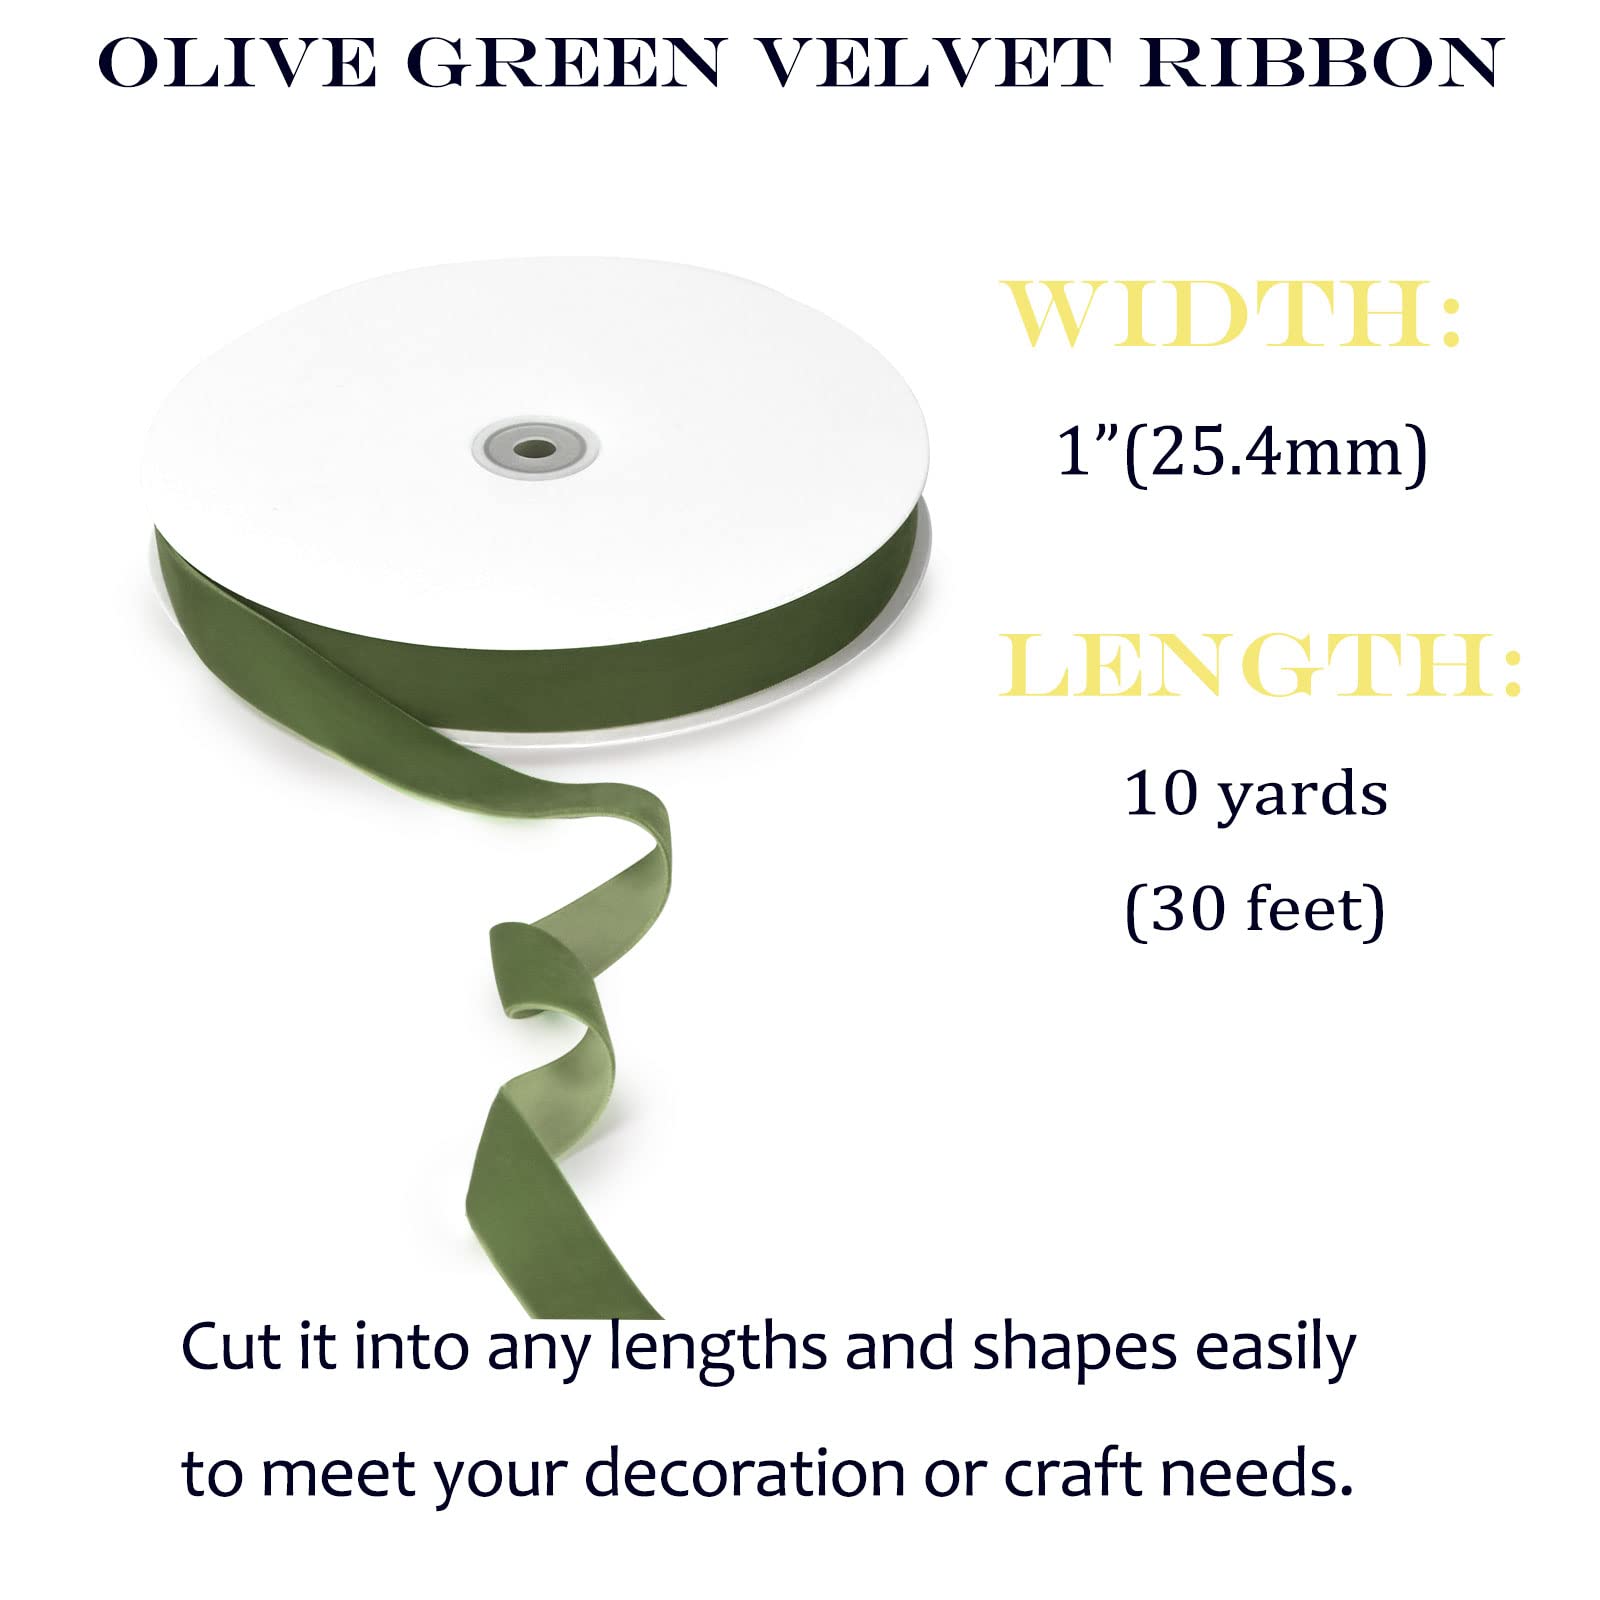 OLIVE GREEN VELVET RIBBON
WIDTH:
1”(25.4mm)
LENGTH:
10 yards
(30 feet)
Cut it into any lengths and shapes easily
to meet your decoration or craft needs.